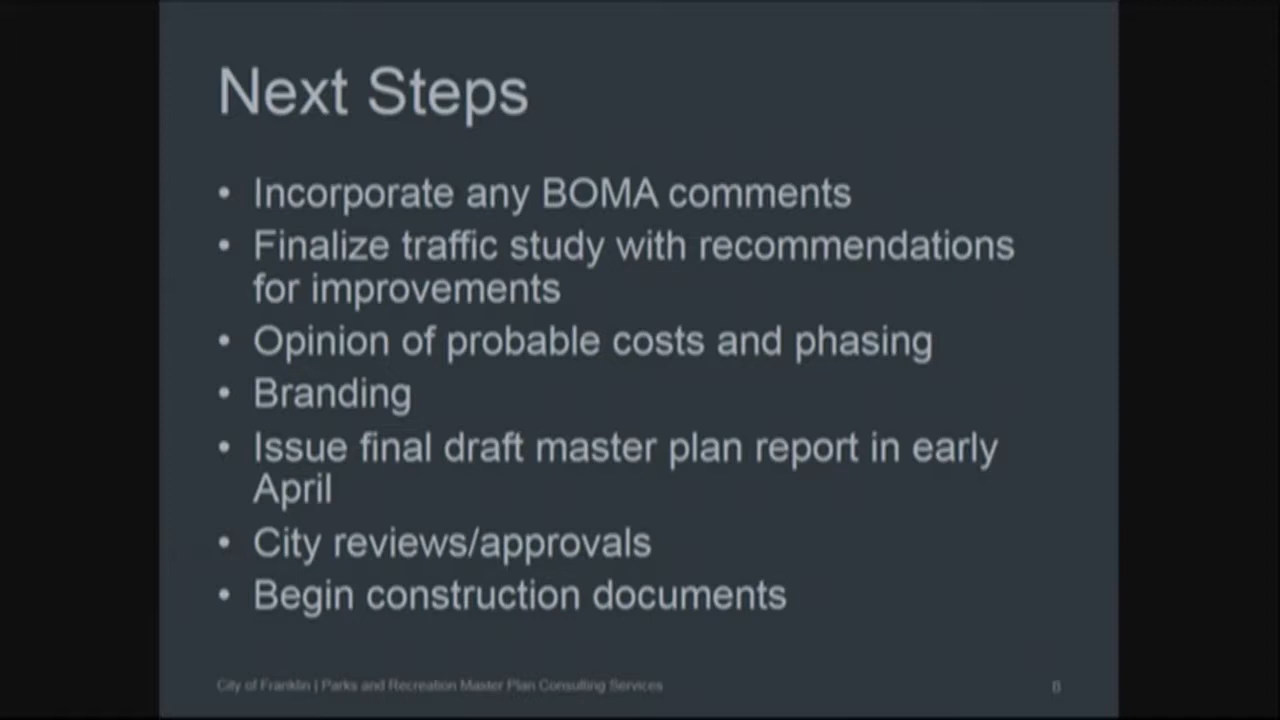 Next Steps
• Incorporate any BOMA comments
• Finalize traffic study with recommendations
for improvements
• Opinion of probable costs and phasing
• Branding
• Issue final draft master plan report in early
April
• City reviews/approvals
• Begin construction documents
City of Franklin | Parks and Recreation Master Plan Consulting Services